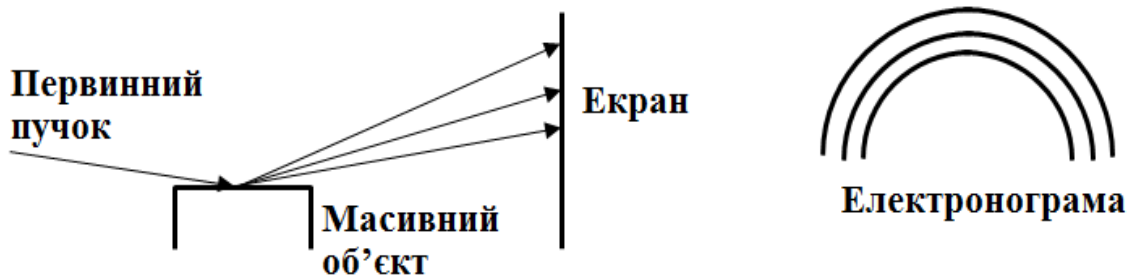 Первинний
пучок
Екран
Масивний
об’єкт
Електронограма